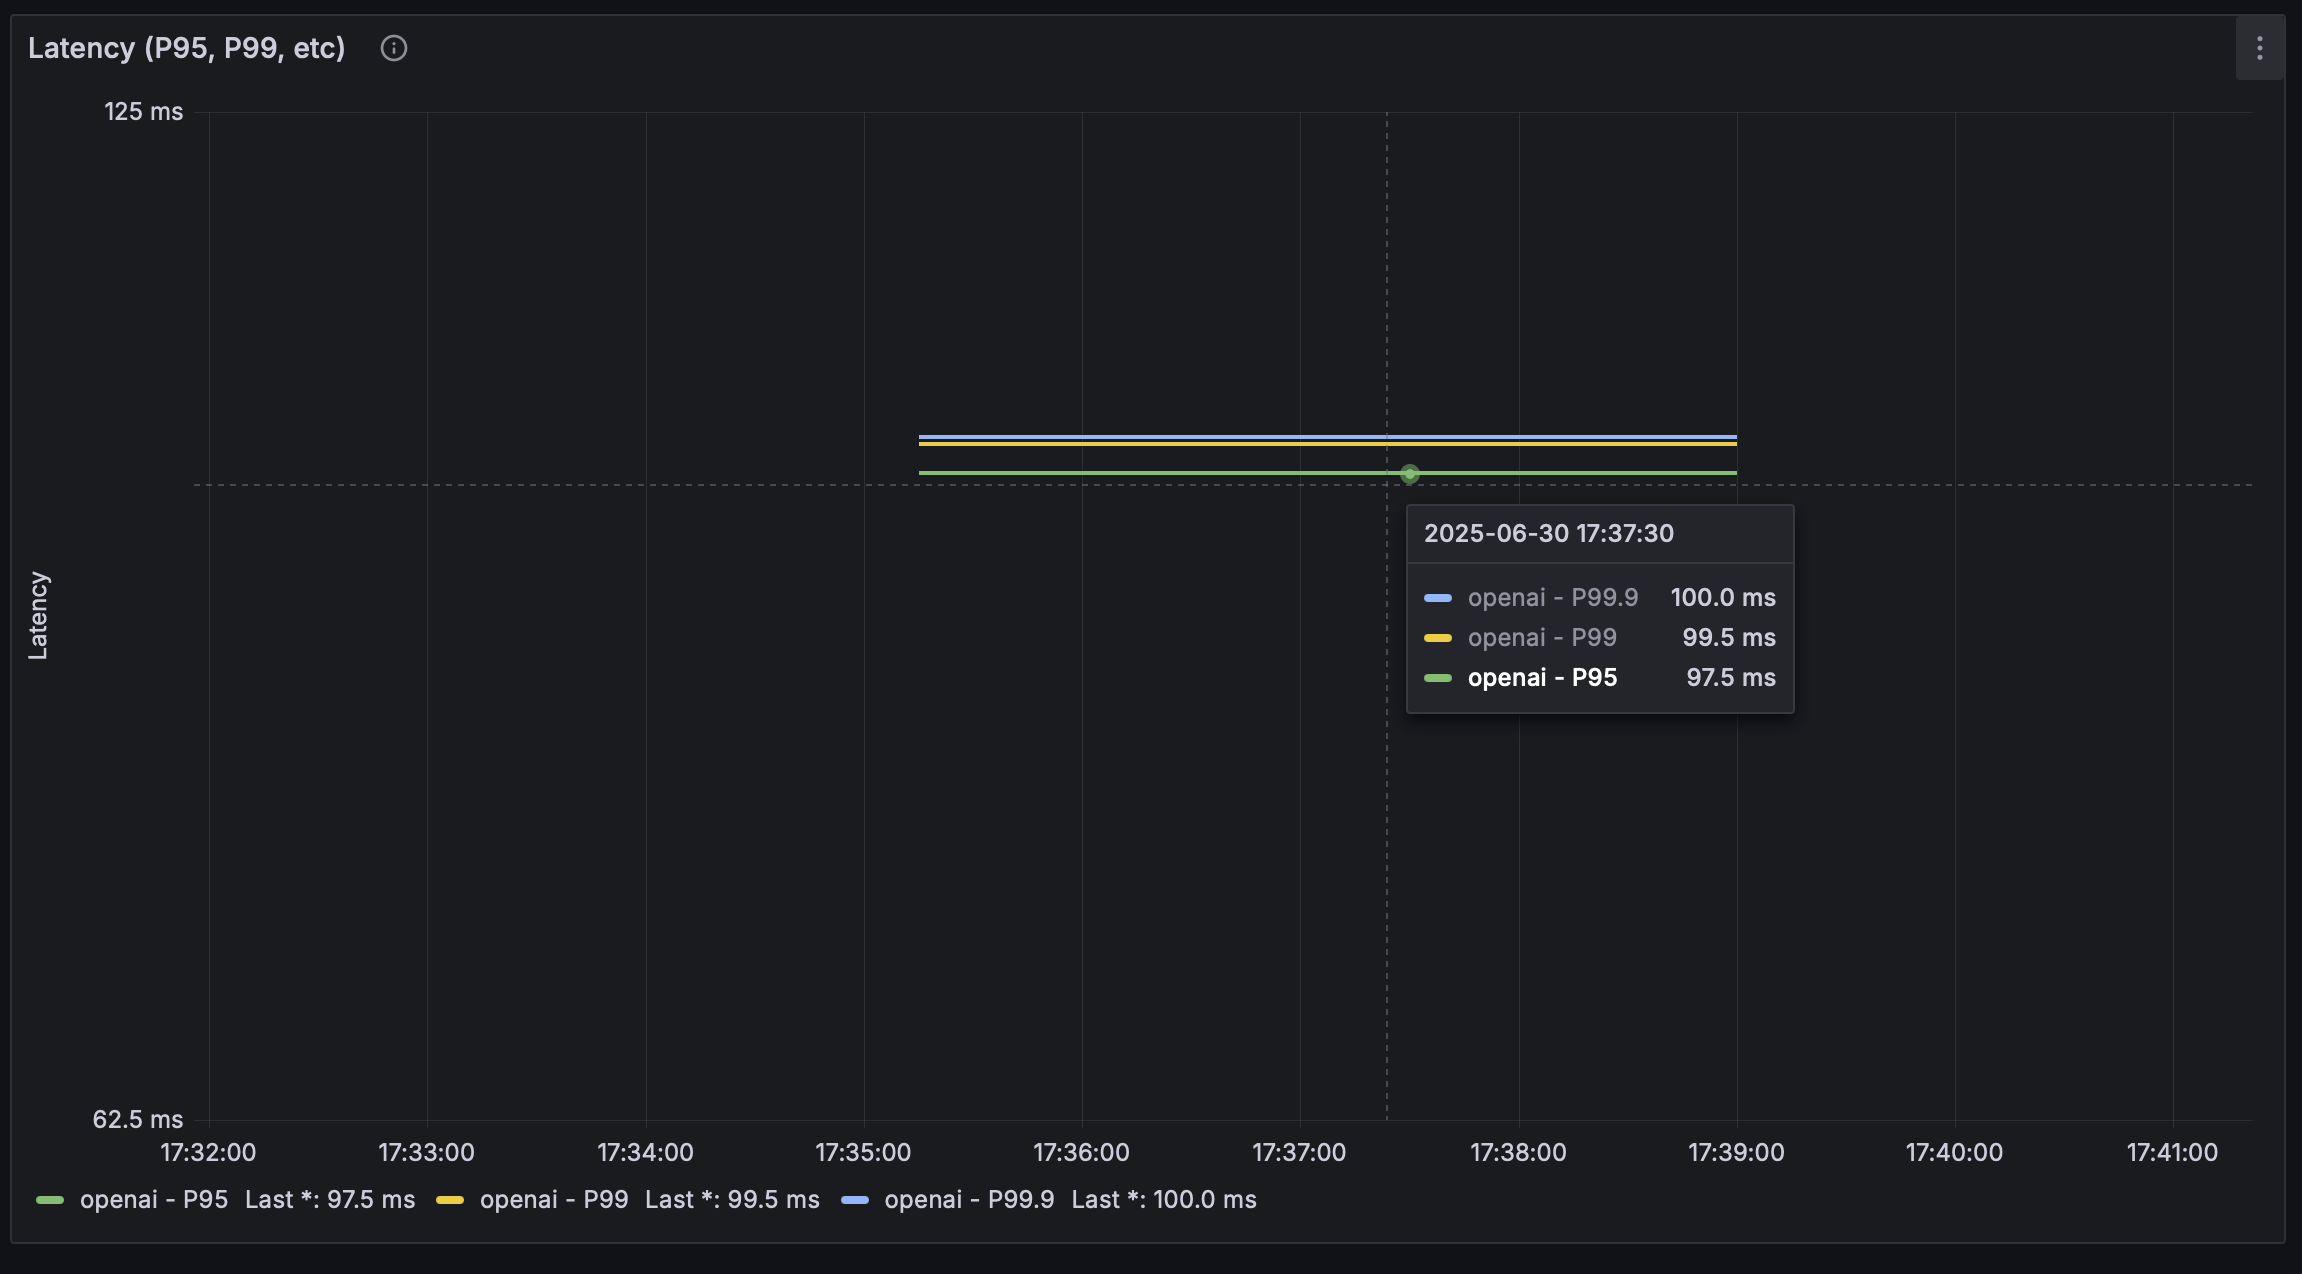 Latency (P95, P99, etc)
125 ms
Latency
2025-06-30 17:37:30
openai - P99.9 100.0 ms
openai - P99 99.5 ms
openai - P95 97.5 ms
62.5 ms
17:32:00 17:33:00 17:34:00 17:35:00 17:36:00 17:37:00 17:38:00 17:39:00 17:40:00 17:41:00
openai - P95 Last *: 97.5 ms openai - P99 Last *: 99.5 ms openai - P99.9 Last *: 100.0 ms